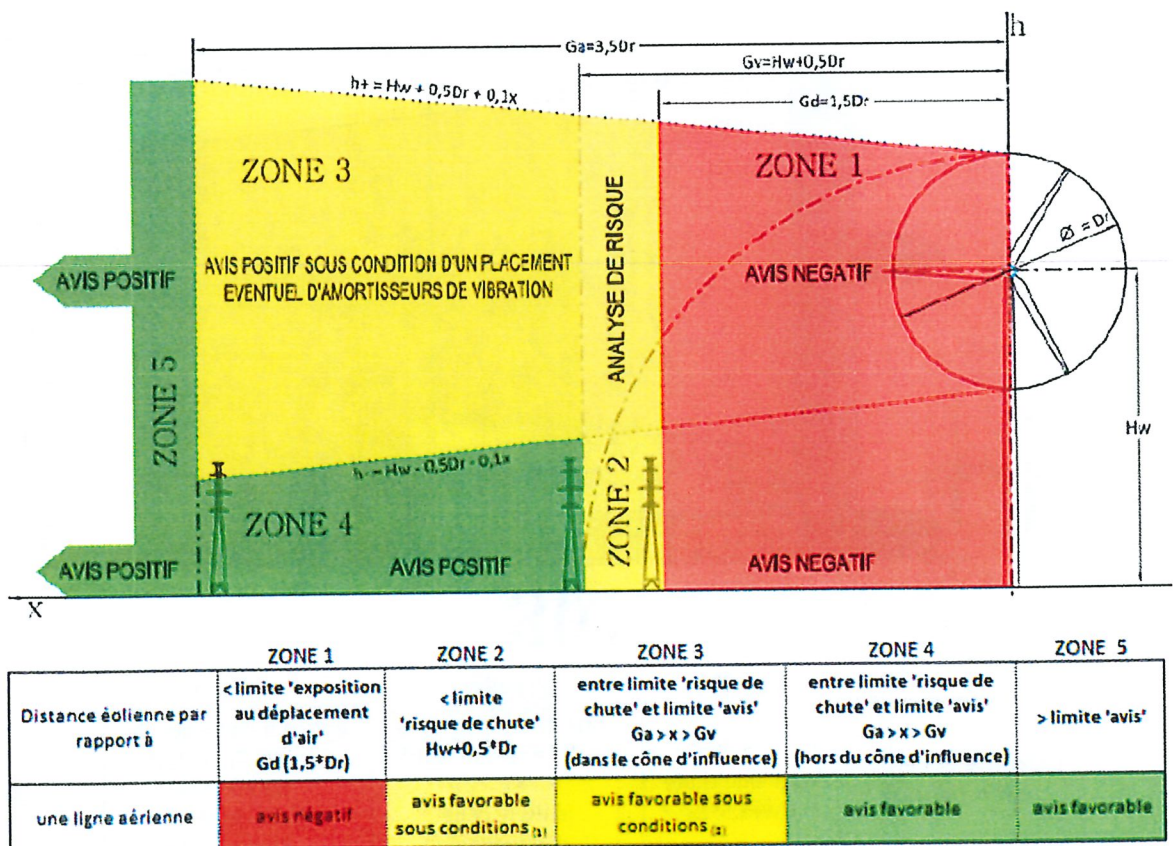 h
Ga=3,5Dr
Gv=Hw+0,5Dr
h+ = Hw + 0,5Dr + 0,1x
Gd=1,5Dr
ZONE 3
ZONE 1
Ø = Dr
AVIS POSITIF
AVIS POSITIF SOUS CONDITION D'UN PLACEMENT
EVENTUEL D'AMORTISSEURS DE VIBRATION
ANALYSE DE RISQUE
AVIS NEGATIF
ZONE 5
Hw
h- = Hw - 0,5Dr - 0,1x
ZONE 4
ZONE 2
AVIS POSITIF
AVIS POSITIF
AVIS NEGATIF
x
ZONE 1 ZONE 2 ZONE 3 ZONE 4 ZONE 5
Distance éolienne par
rapport à
< limite 'exposition
au déplacement
d'air'
Gd (1,5*Dr)
< limite
'risque de chute'
Hw+0,5*Dr
entre limite 'risque de
chute' et limite 'avis'
Ga > x > Gv
(dans le cône d'influence)
entre limite 'risque de
chute' et limite 'avis'
Ga > x > Gv
(hors du cône d'influence)
> limite 'avis'
une ligne aérienne
avis négatif
avis favorable
sous conditions (1)
avis favorable sous
conditions (2)
avis favorable
avis favorable